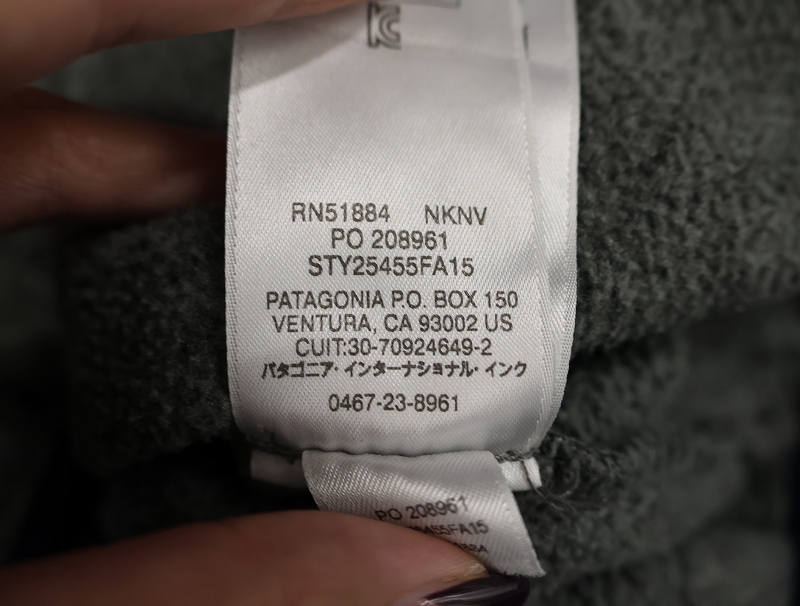 RN51884 NKNV
PO 208961
STY25455FA15
PATAGONIA P.O. BOX 150
VENTURA, CA 93002 US
CUIT:30-70924649-2
パタゴニア・インターナショナル・インク
0467-23-8961
PO 208961
25455FA15